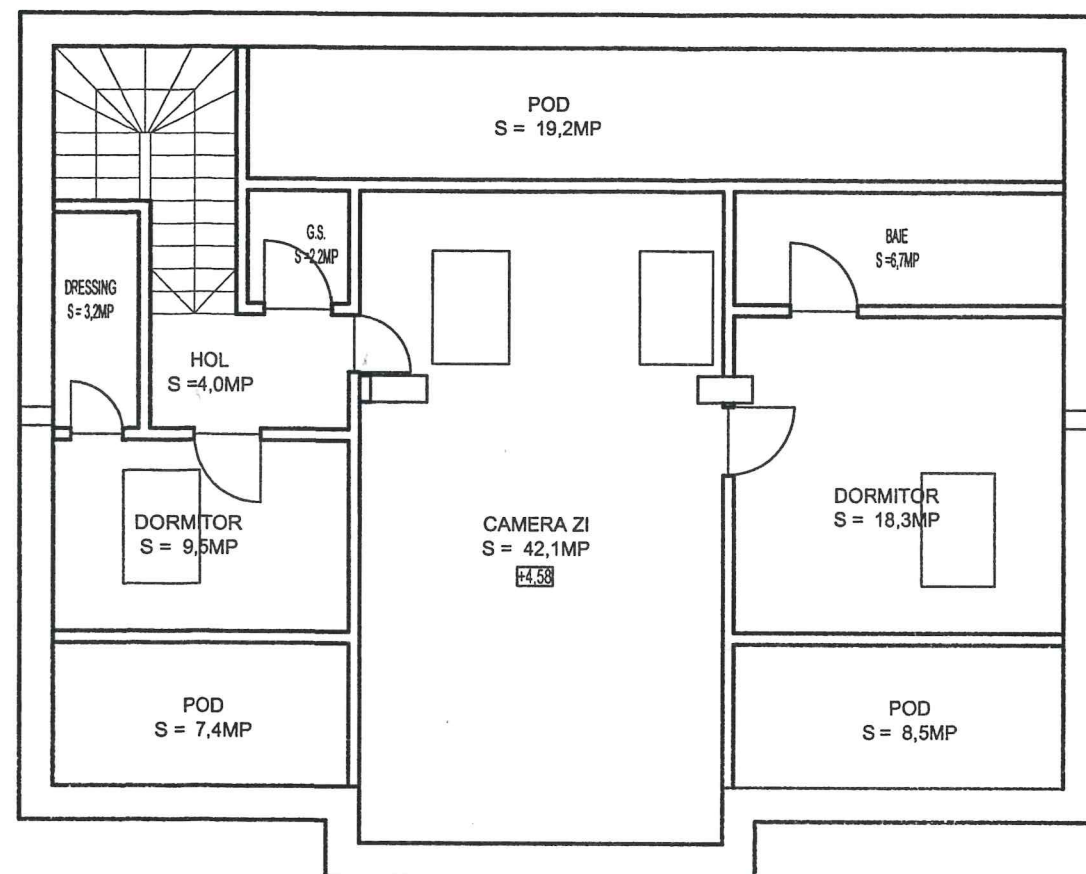 POD
S = 19,2MP
G.S.
S =2,2MP
BAIE
S =6,7MP
DRESSING
S = 3,2MP
HOL
S =4,0MP
DORMITOR
S = 9,5MP
CAMERA ZI
S = 42,1MP
+4,58
DORMITOR
S = 18,3MP
POD
S = 7,4MP
POD
S = 8,5MP